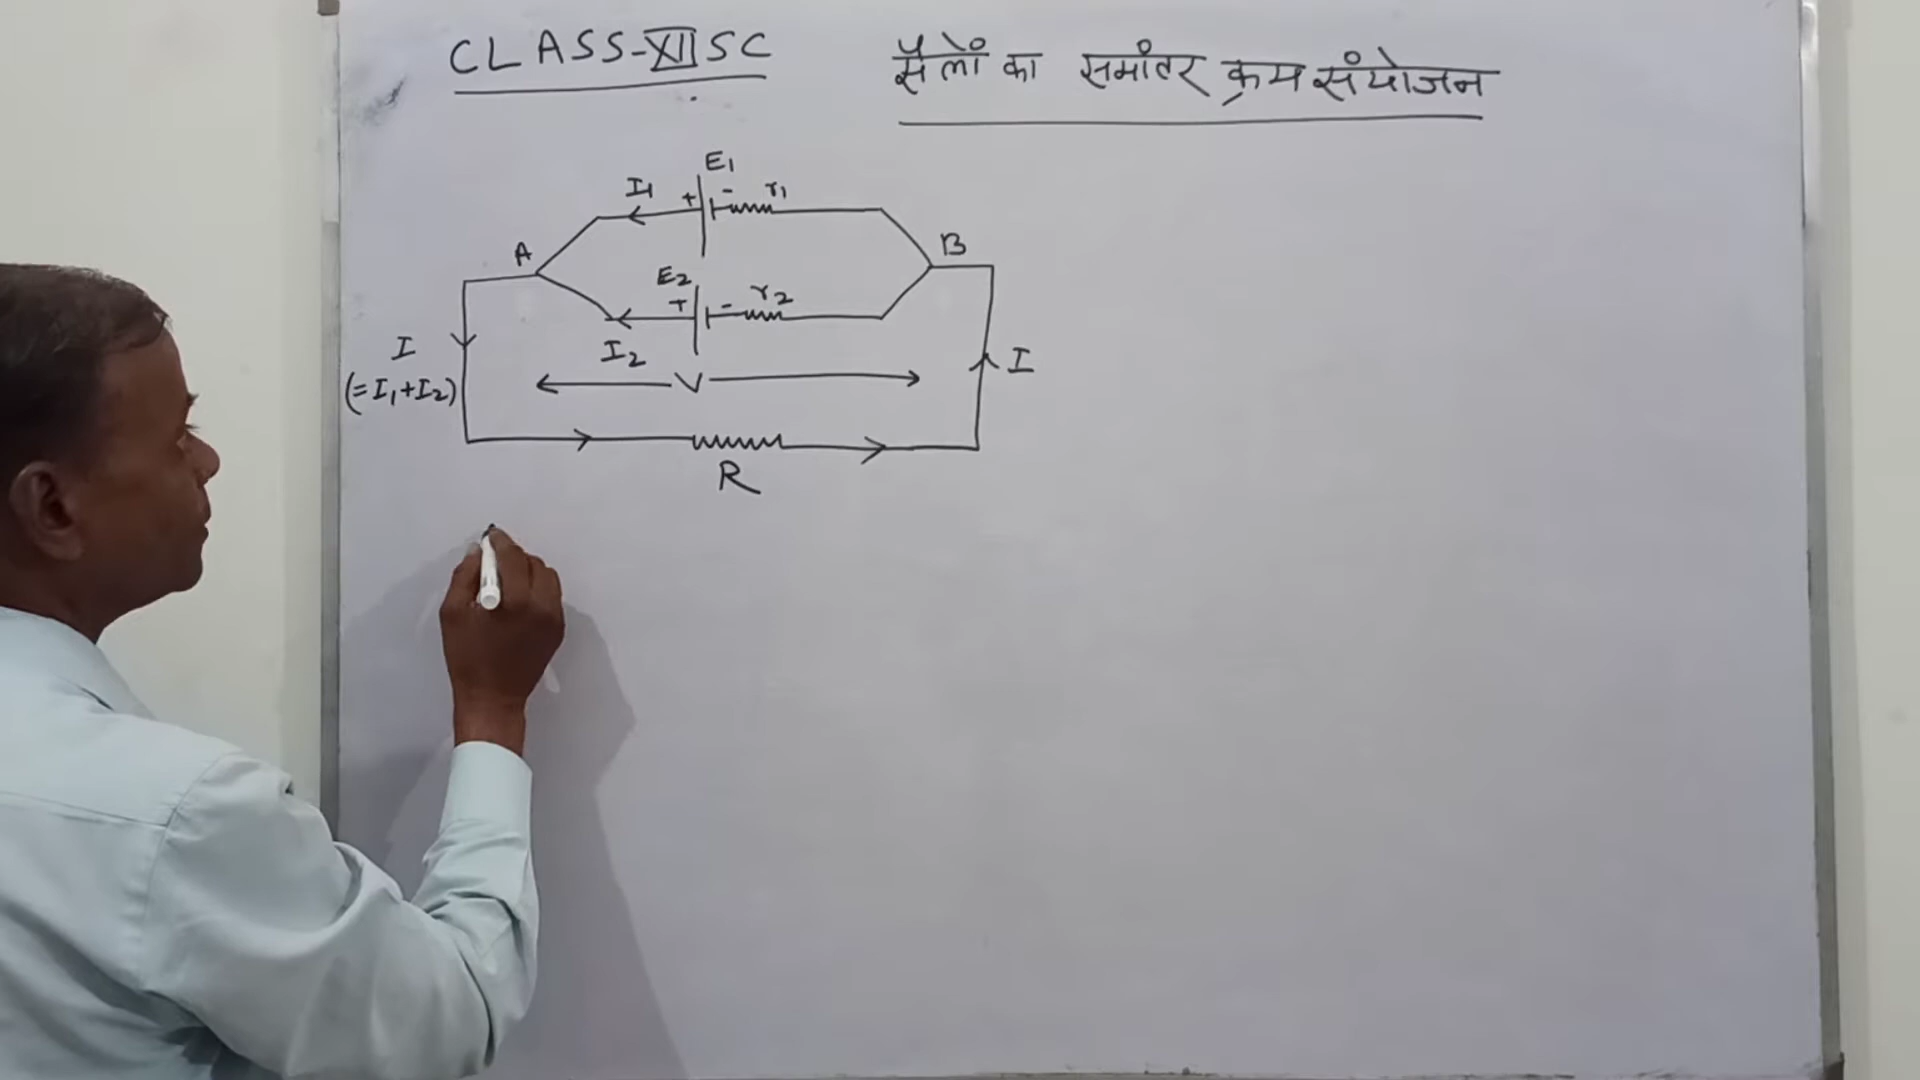 CLASS-XII SC
सैलों का समांतर क्रम संयोजन
E1
I1 + - r1
A
B
E2
+ - r2
I2
I
(= I1+I2)
V
I
R